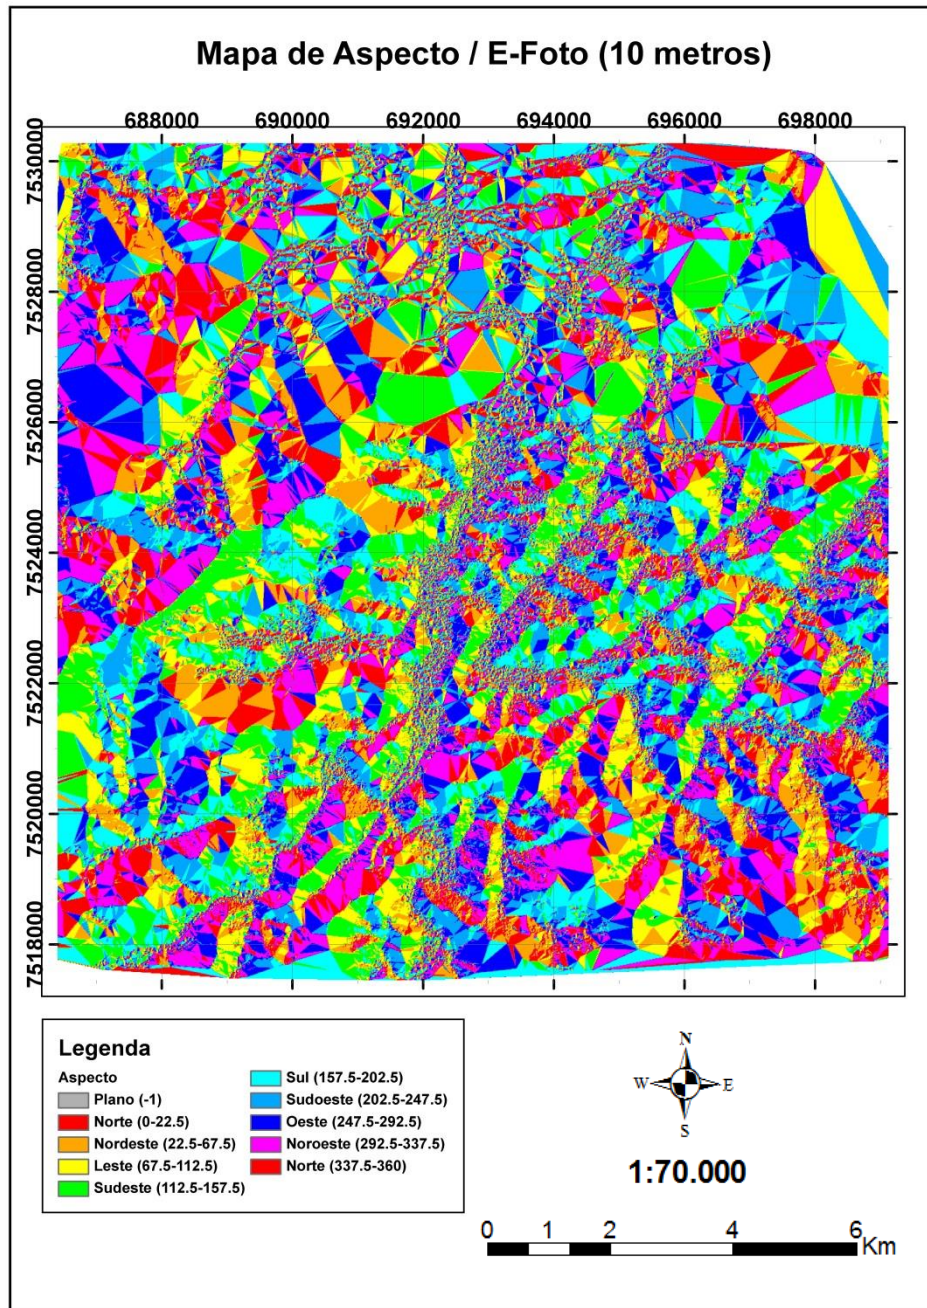 Mapa de Aspecto / E-Foto (10 metros)
688000 690000 692000 694000 696000 698000
7530000
7528000
7526000
7524000
7522000
7520000
7518000
Legenda
Aspecto
Plano (-1)
Norte (0-22.5)
Nordeste (22.5-67.5)
Leste (67.5-112.5)
Sudeste (112.5-157.5)
Sul (157.5-202.5)
Sudoeste (202.5-247.5)
Oeste (247.5-292.5)
Noroeste (292.5-337.5)
Norte (337.5-360)
N
W E
S
1:70.000
0 1 2 4 6
Km